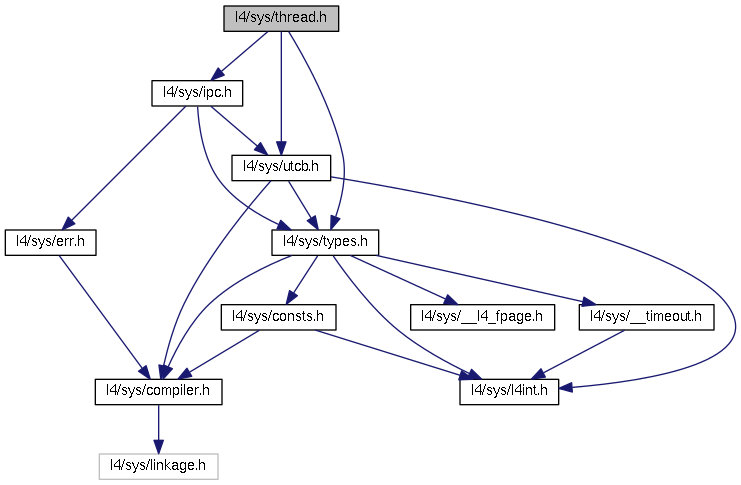 l4/sys/thread.h
l4/sys/ipc.h
l4/sys/utcb.h
l4/sys/err.h
l4/sys/types.h
l4/sys/consts.h
l4/sys/__l4_fpage.h
l4/sys/__timeout.h
l4/sys/compiler.h
l4/sys/l4int.h
l4/sys/linkage.h